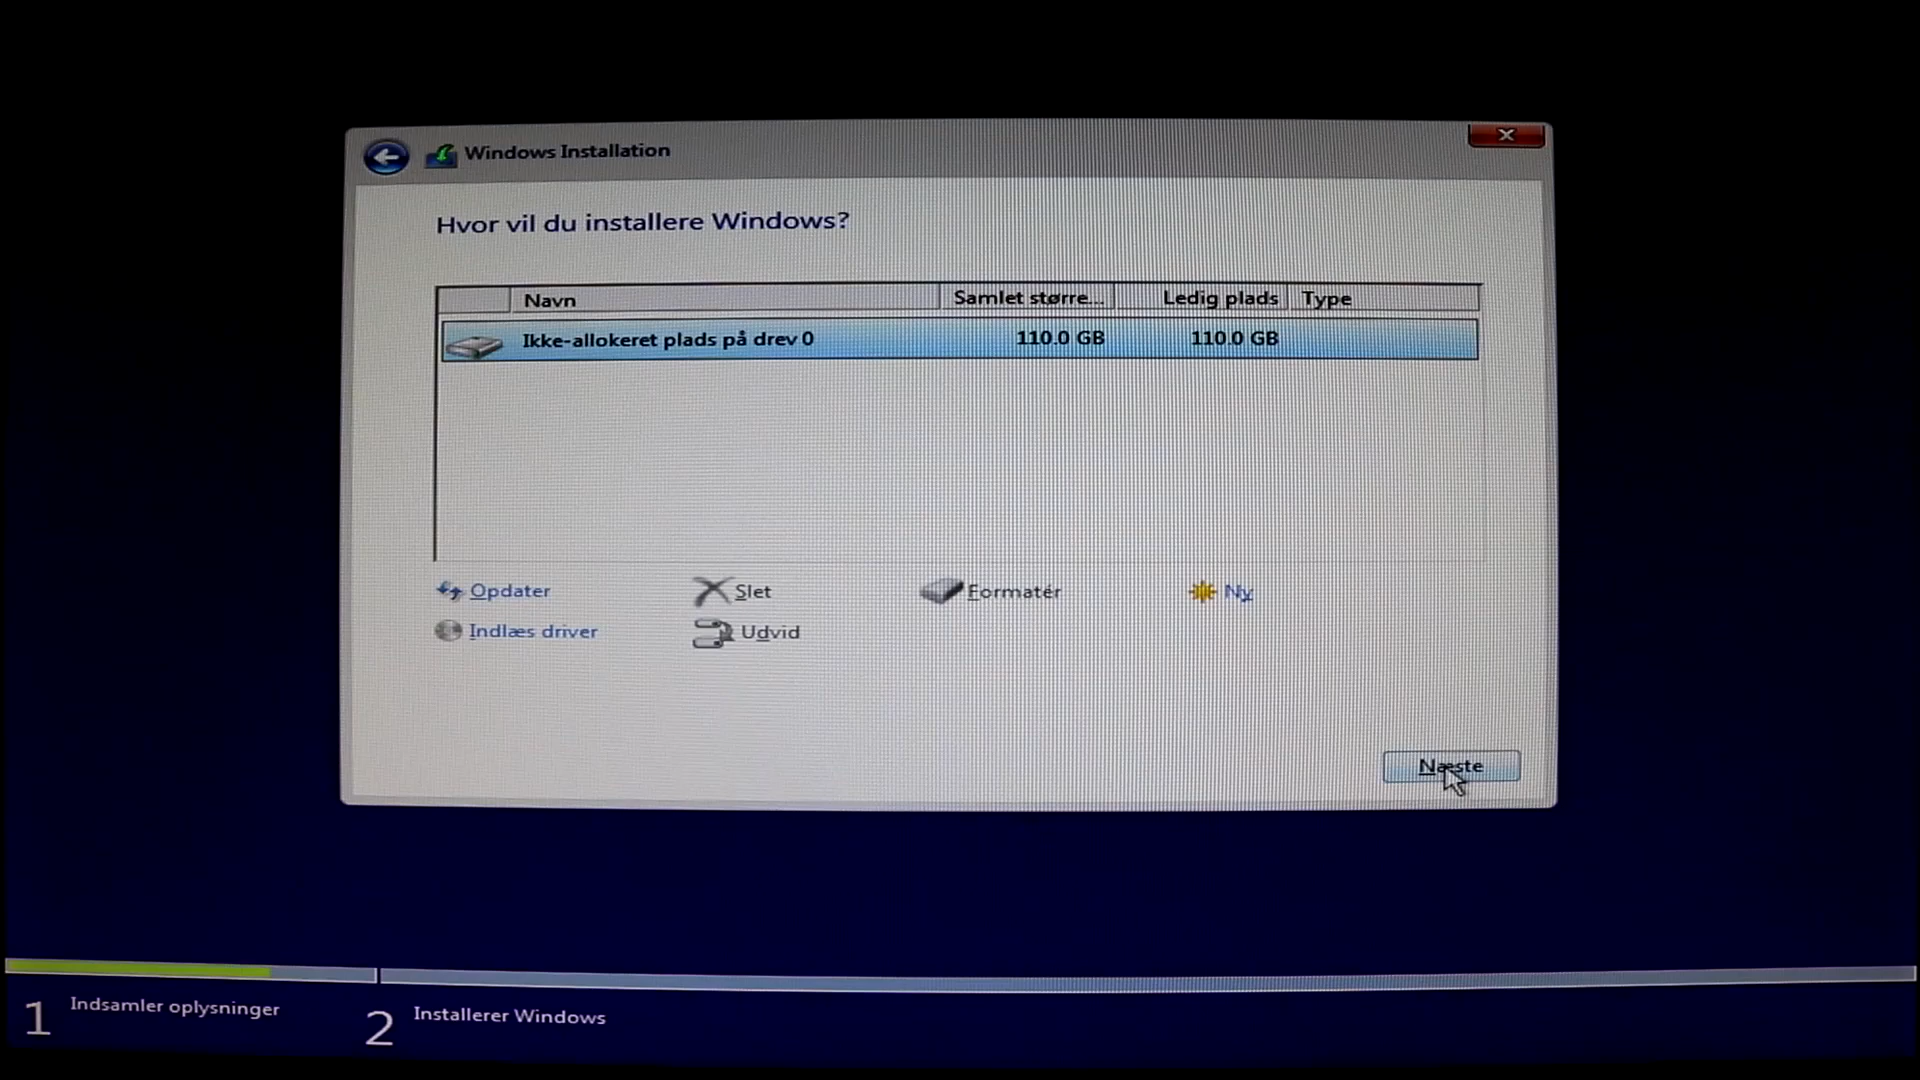 Windows Installation
Hvor vil du installere Windows?
Navn Samlet større... Ledig plads Type
Ikke-allokeret plads på drev 0 110.0 GB 110.0 GB
Opdater Slet Formatér Ny
Indlæs driver Udvid
Næste
1 Indsamler oplysninger 2 Installerer Windows